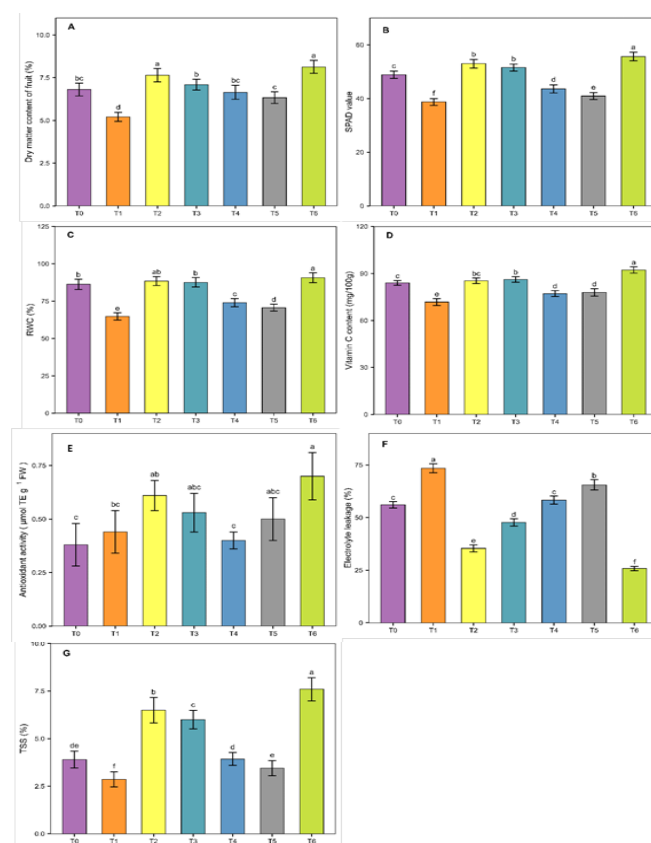 A
Dry matter content of fruit (%)
10.0
7.5
5.0
2.5
0.0
bc
d
a
b
bc
c
a
T0 T1 T2 T3 T4 T5 T6
B
SPAD value
60
40
20
0
c
f
b
b
d
e
a
T0 T1 T2 T3 T4 T5 T6
C
RWC (%)
125
100
75
50
25
0
b
e
ab
b
c
d
a
T0 T1 T2 T3 T4 T5 T6
D
Vitamin C content (mg/100g)
120
90
60
30
0
c
e
bc
b
d
d
a
T0 T1 T2 T3 T4 T5 T6
E
Antioxidant activity ( µmol TE g⁻¹ FW )
0.75
0.50
0.25
0.00
c
bc
ab
abc
c
abc
a
T0 T1 T2 T3 T4 T5 T6
F
Electrolyte leakage (%)
75
50
25
0
c
a
e
d
c
b
f
T0 T1 T2 T3 T4 T5 T6
G
TSS (%)
10.0
7.5
5.0
2.5
0.0
de
f
b
c
d
e
a
T0 T1 T2 T3 T4 T5 T6